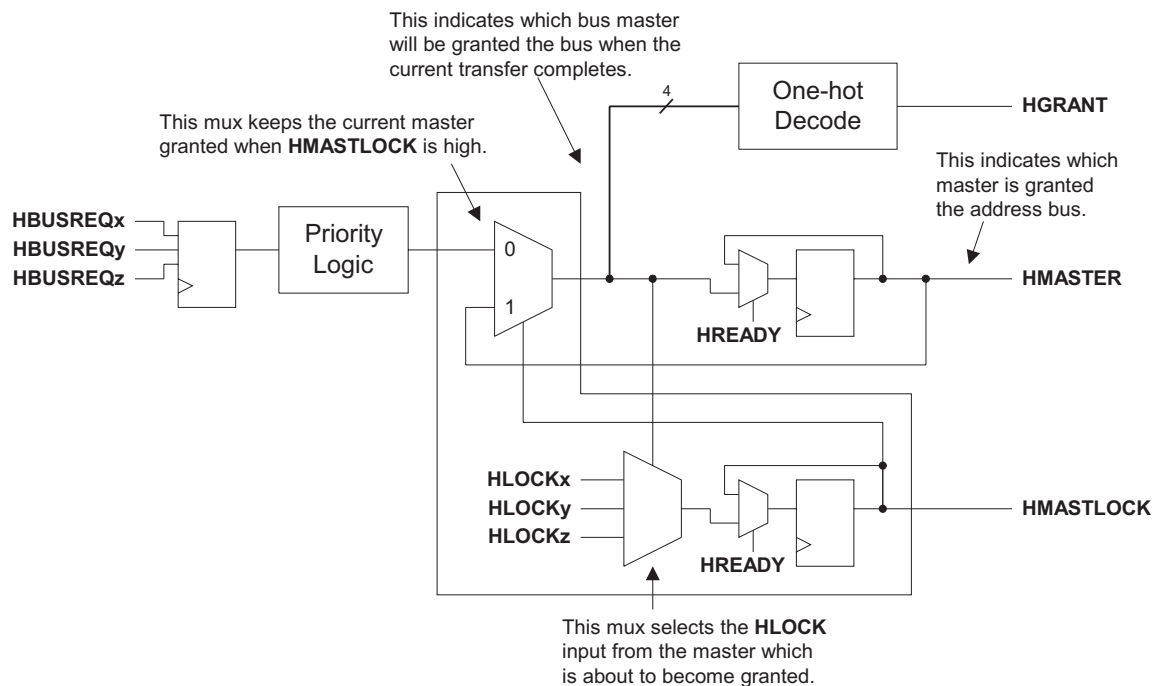 This indicates which bus master
will be granted the bus when the
current transfer completes.
4
One-hot
Decode
HGRANT
This mux keeps the current master
granted when HMASTLOCK is high.
This indicates which
master is granted
the address bus.
HBUSREQx
HBUSREQy
HBUSREQz
Priority
Logic
0
1
HREADY
HMASTER
HLOCKx
HLOCKy
HLOCKz
HREADY
HMASTLOCK
This mux selects the HLOCK
input from the master which
is about to become granted.